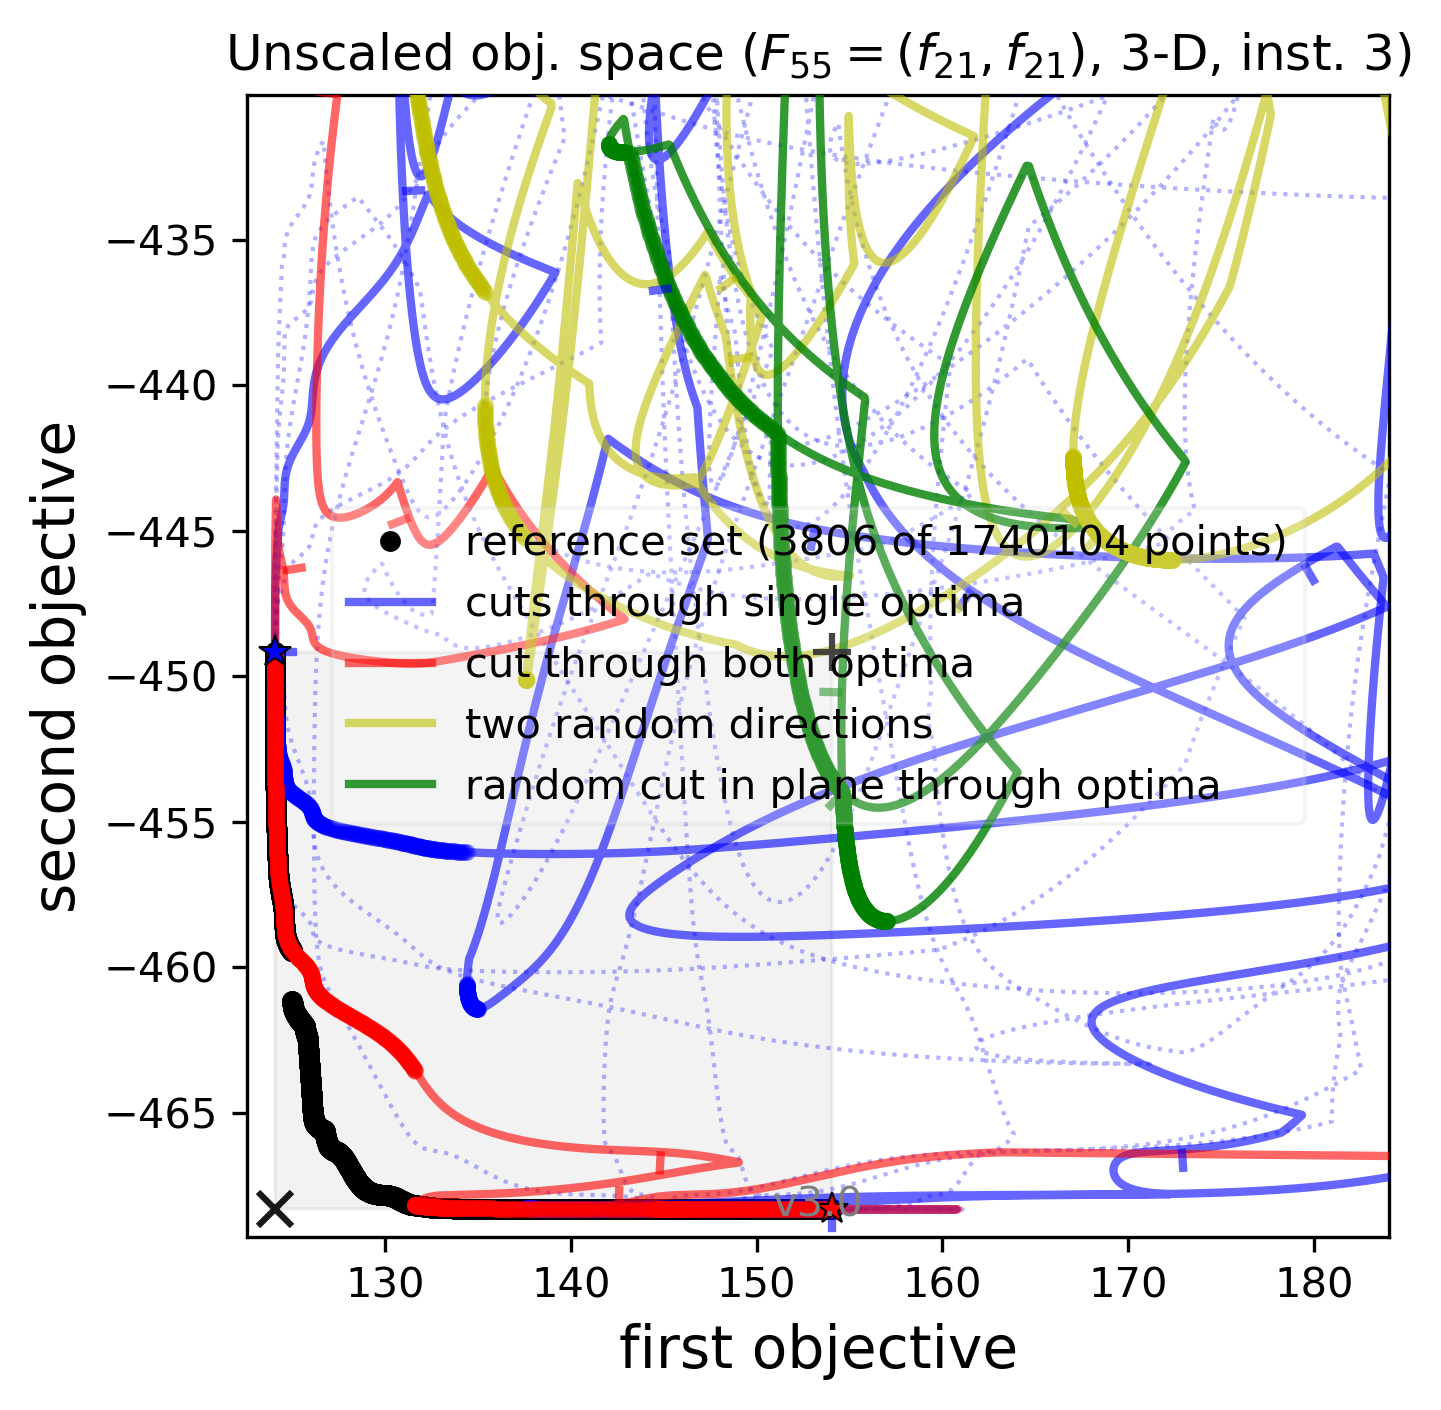 Unscaled obj. space (F55 = (f21, f21), 3-D, inst. 3)
second objective
−435
−440
−445
−450
−455
−460
−465
reference set (3806 of 1740104 points)
cuts through single optima
cut through both optima
two random directions
random cut in plane through optima
v3.0
130 140 150 160 170 180
first objective